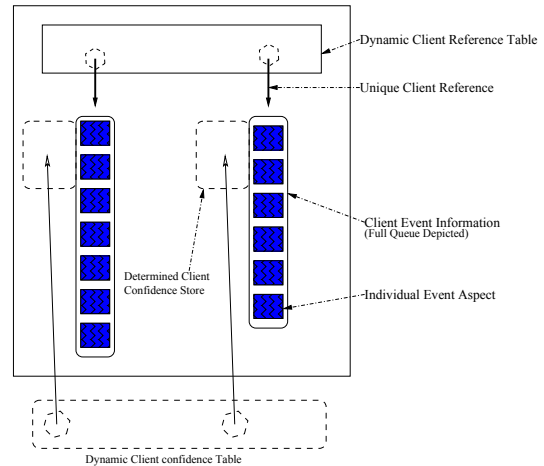 Dynamic Client Reference Table
Unique Client Reference
Client Event Information
(Full Queue Depicted)
Determined Client
Confidence Store
Individual Event Aspect
Dynamic Client confidence Table